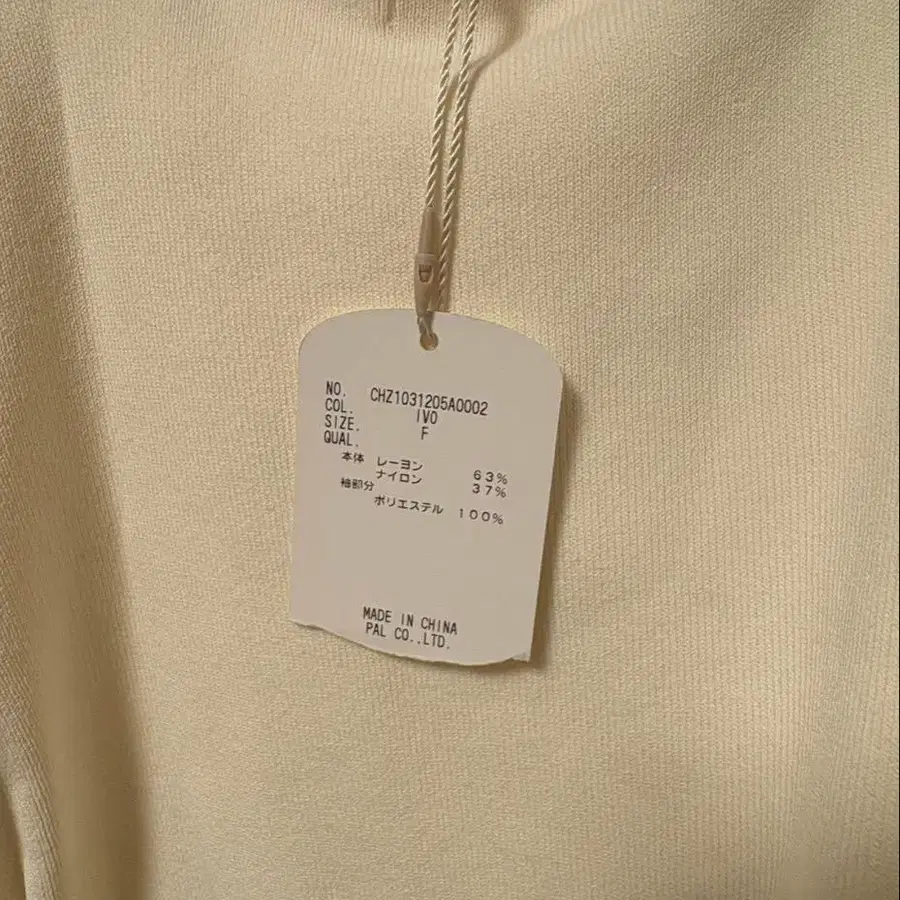 NO. CHZ1031205A0002
COL. IVO
SIZE. F
QUAL.
本体 レーヨン 63%
ナイロン 37%
袖部分
ポリエステル 100%
MADE IN CHINA
PAL CO.,LTD.